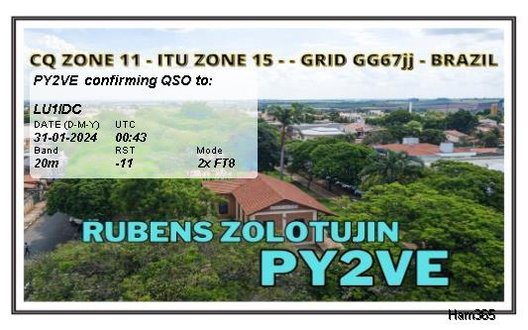 CQ ZONE 11 - ITU ZONE 15 - - GRID GG67jj - BRAZIL
PY2VE confirming QSO to:
LU1IDC
DATE (D-M-Y) UTC
31-01-2024 00:43
Band RST Mode
20m -11 2x FT8
RUBENS ZOLOTUJIN
PY2VE
Ham365